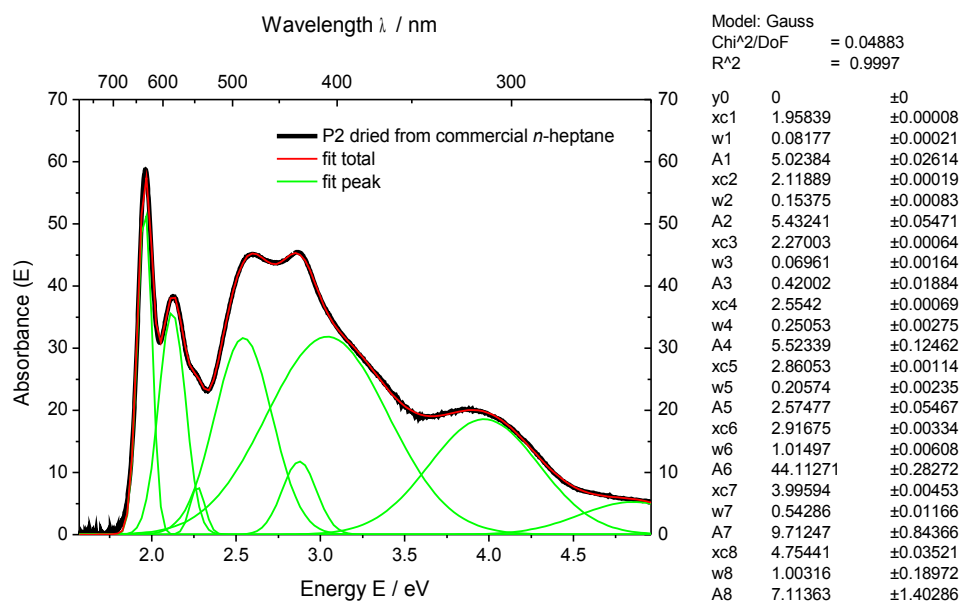 Wavelength λ / nm
700 600 500 400 300
70 70
60 60
50 50
40 40
30 30
20 20
10 10
0 0
2.0 2.5 3.0 3.5 4.0 4.5
Absorbance (E)
Energy E / eV
P2 dried from commercial n-heptane
fit total
fit peak
Model: Gauss
Chi^2/DoF = 0.04883
R^2 = 0.9997
y0 0 ±0
xc1 1.95839 ±0.00008
w1 0.08177 ±0.00021
A1 5.02384 ±0.02614
xc2 2.11889 ±0.00019
w2 0.15375 ±0.00083
A2 5.43241 ±0.05471
xc3 2.27003 ±0.00064
w3 0.06961 ±0.00164
A3 0.42002 ±0.01884
xc4 2.5542 ±0.00069
w4 0.25053 ±0.00275
A4 5.52339 ±0.12462
xc5 2.86053 ±0.00114
w5 0.20574 ±0.00235
A5 2.57477 ±0.05467
xc6 2.91675 ±0.00334
w6 1.01497 ±0.00608
A6 44.11271 ±0.28272
xc7 3.99594 ±0.00453
w7 0.54286 ±0.01166
A7 9.71247 ±0.84366
xc8 4.75441 ±0.03521
w8 1.00316 ±0.18972
A8 7.11363 ±1.40286